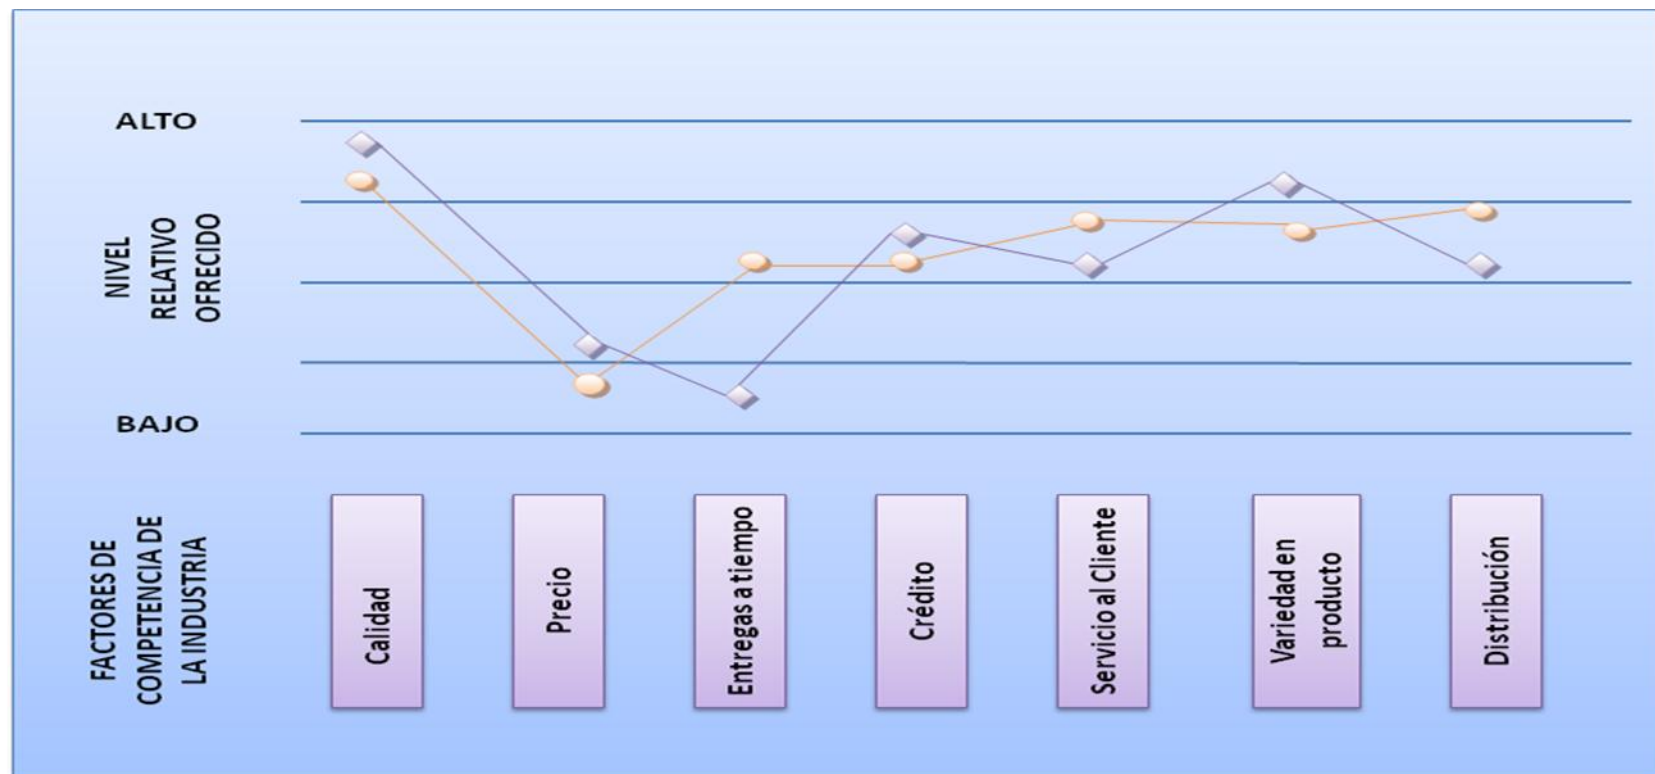 ALTO
NIVEL
RELATIVO
OFRECIDO
BAJO
FACTORES DE
COMPETENCIA DE
LA INDUSTRIA
Calidad
Precio
Entregas a tiempo
Crédito
Servicio al Cliente
Variedad en
producto
Distribución